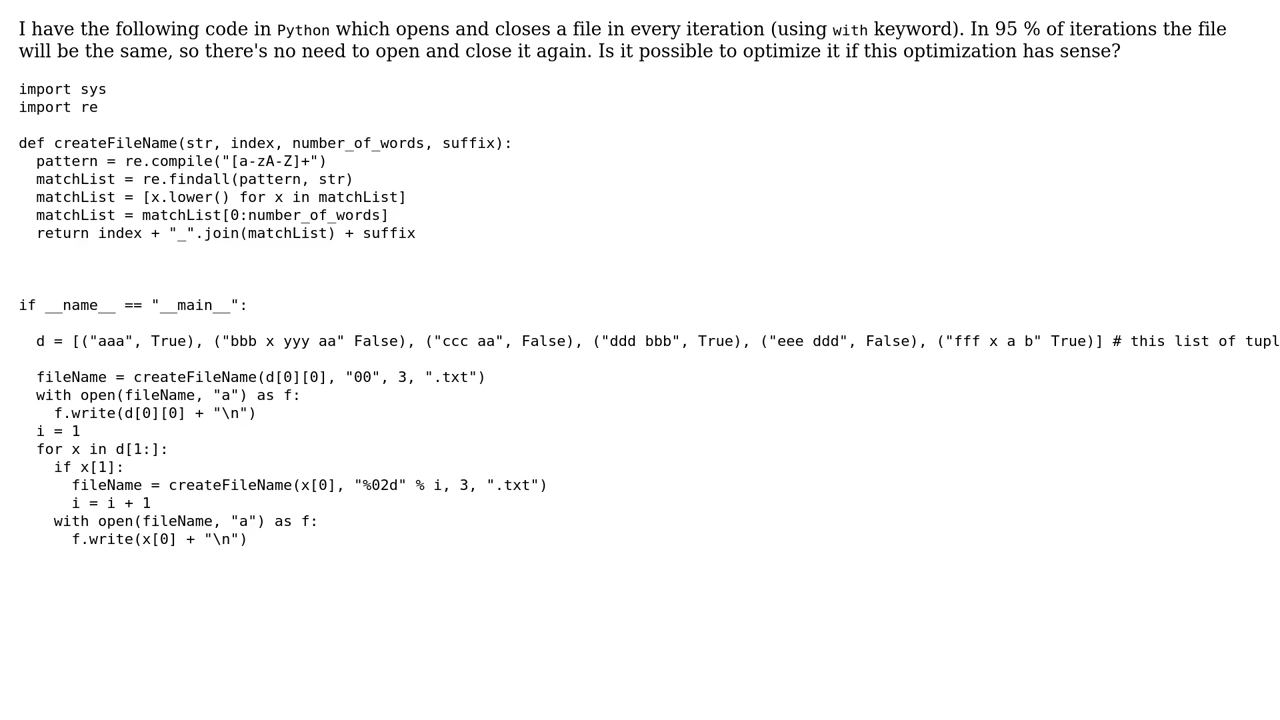 I have the following code in Python which opens and closes a file in every iteration (using with keyword). In 95 % of iterations the file
will be the same, so there's no need to open and close it again. Is it possible to optimize it if this optimization has sense?
import sys
import re
def createFileName(str, index, number_of_words, suffix):
  pattern = re.compile("[a-zA-Z]+")
  matchList = re.findall(pattern, str)
  matchList = [x.lower() for x in matchList]
  matchList = matchList[0:number_of_words]
  return index + "_".join(matchList) + suffix
if __name__ == "__main__":
  d = [("aaa", True), ("bbb x yyy aa" False), ("ccc aa", False), ("ddd bbb", True), ("eee ddd", False), ("fff x a b" True)] # this list of
  fileName = createFileName(d[0][0], "00", 3, ".txt")
  with open(fileName, "a") as f:
    f.write(d[0][0] + "\n")
  i = 1
  for x in d[1:]:
    if x[1]:
      fileName = createFileName(x[0], "%02d" % i, 3, ".txt")
      i = i + 1
    with open(fileName, "a") as f:
      f.write(x[0] + "\n")